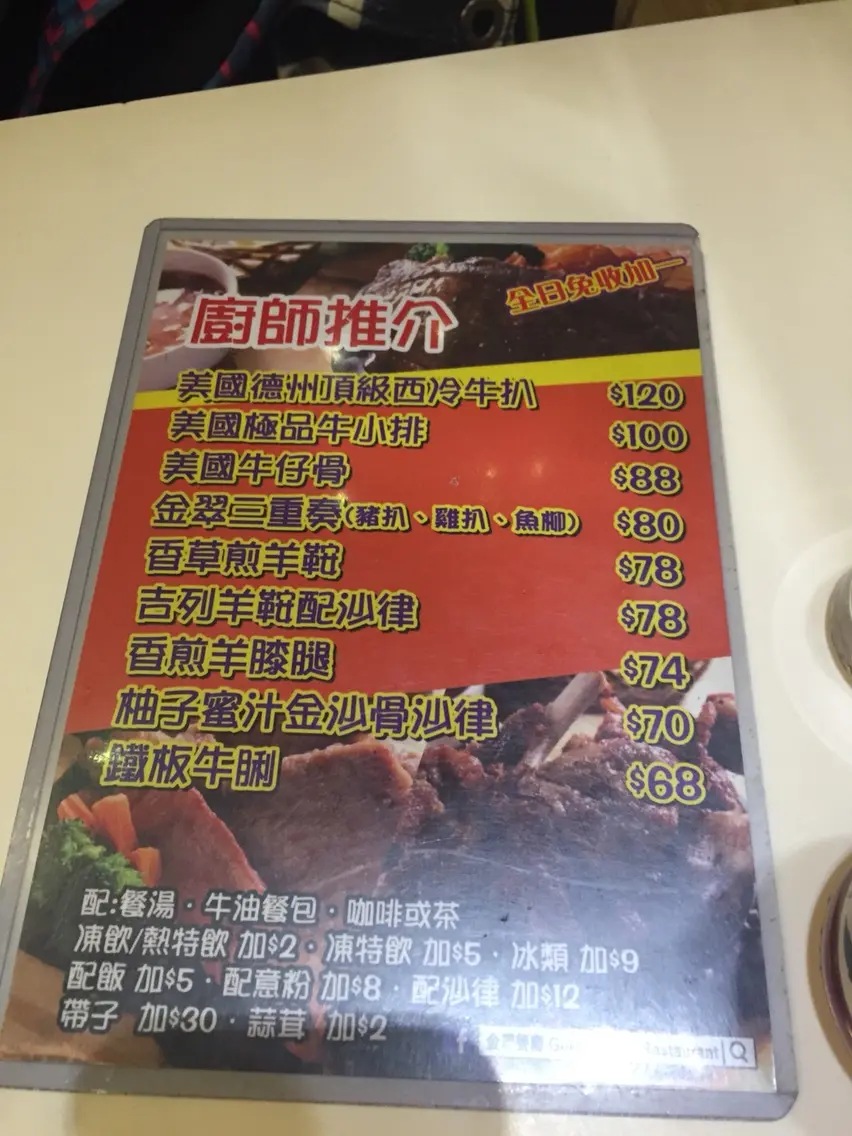 廚師推介
全日免收加一
美國德州頂級西冷牛扒 $120
美國極品牛小排 $100
美國牛仔骨 $88
金翠三重奏(豬扒、雞扒、魚柳) $80
香草煎羊鞍 $78
吉列羊鞍配沙律 $78
香煎羊膝腿 $74
柚子蜜汁金沙骨沙律 $70
鐵板牛脷 $68
配:餐湯·牛油餐包·咖啡或茶
凍飲/熱特飲 加$2·凍特飲 加$5·冰類 加$9
配飯 加$5·配意粉 加$8·配沙律 加$12
帶子 加$30·蒜茸 加$2
f 金翠餐廳 Restaurant